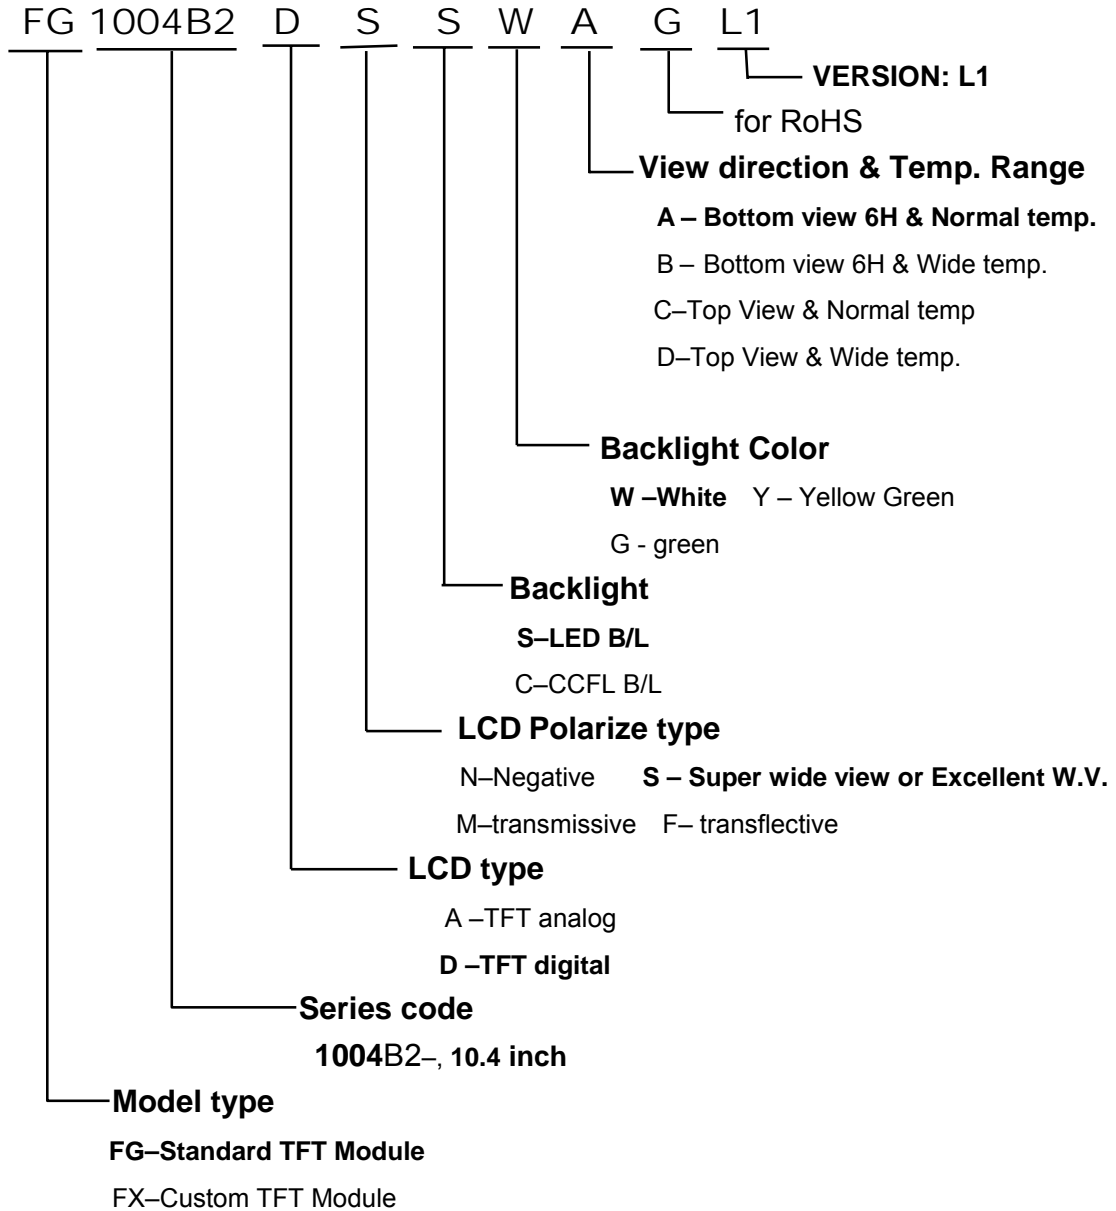 FG 1004B2 D S S W A G L1
VERSION: L1
for RoHS
View direction & Temp. Range
A – Bottom view 6H & Normal temp.
B – Bottom view 6H & Wide temp.
C–Top View & Normal temp
D–Top View & Wide temp.
Backlight Color
W –White Y – Yellow Green
G - green
Backlight
S–LED B/L
C–CCFL B/L
LCD Polarize type
N–Negative S – Super wide view or Excellent W.V.
M–transmissive F– transflective
LCD type
A –TFT analog
D –TFT digital
Series code
1004B2–, 10.4 inch
Model type
FG–Standard TFT Module
FX–Custom TFT Module